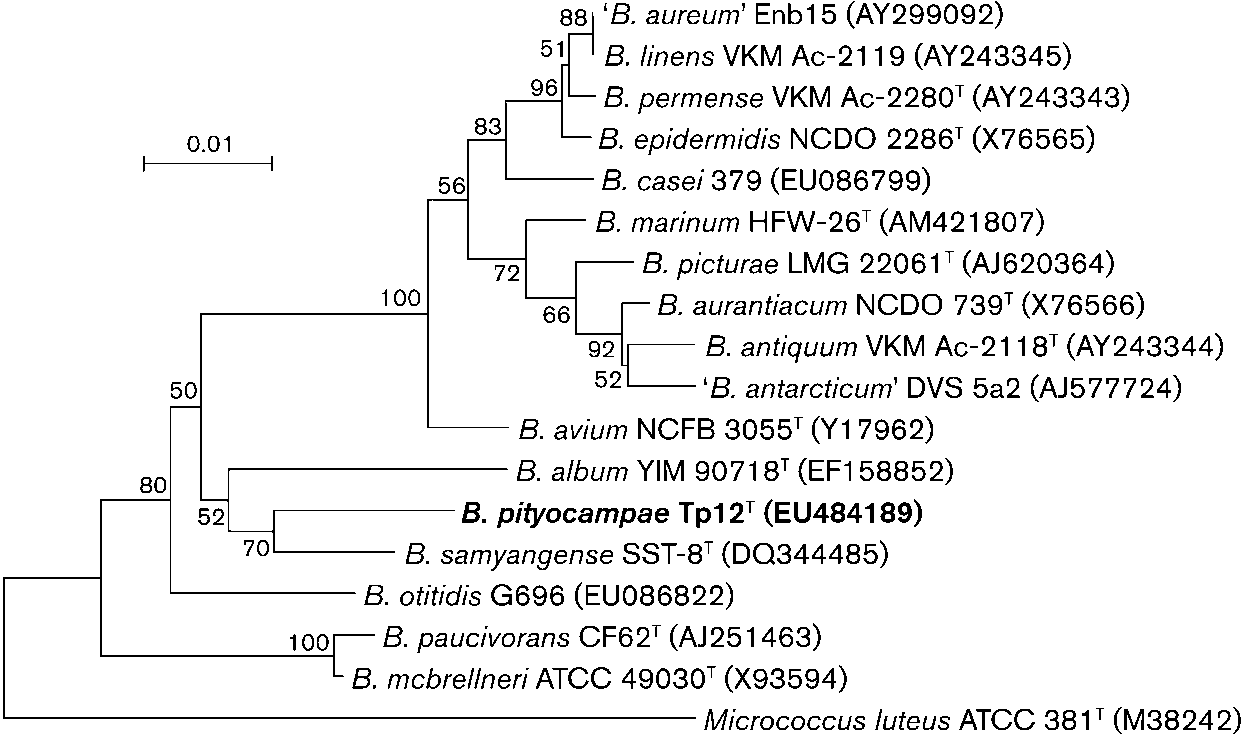 88 ‘B. aureum’ Enb15 (AY299092)
51
B. linens VKM Ac-2119 (AY243345)
96
B. permense VKM Ac-2280ᵀ (AY243343)
83
B. epidermidis NCDO 2286ᵀ (X76565)
0.01
B. casei 379 (EU086799)
56
B. marinum HFW-26ᵀ (AM421807)
72
B. picturae LMG 22061ᵀ (AJ620364)
100
B. aurantiacum NCDO 739ᵀ (X76566)
66
B. antiquum VKM Ac-2118ᵀ (AY243344)
92
52
‘B. antarcticum’ DVS 5a2 (AJ577724)
50
B. avium NCFB 3055ᵀ (Y17962)
B. album YIM 90718ᵀ (EF158852)
80
B. pityocampae Tp12ᵀ (EU484189)
52
70
B. samyangense SST-8ᵀ (DQ344485)
B. otitidis G696 (EU086822)
100
B. paucivorans CF62ᵀ (AJ251463)
B. mcbrellneri ATCC 49030ᵀ (X93594)
Micrococcus luteus ATCC 381ᵀ (M38242)